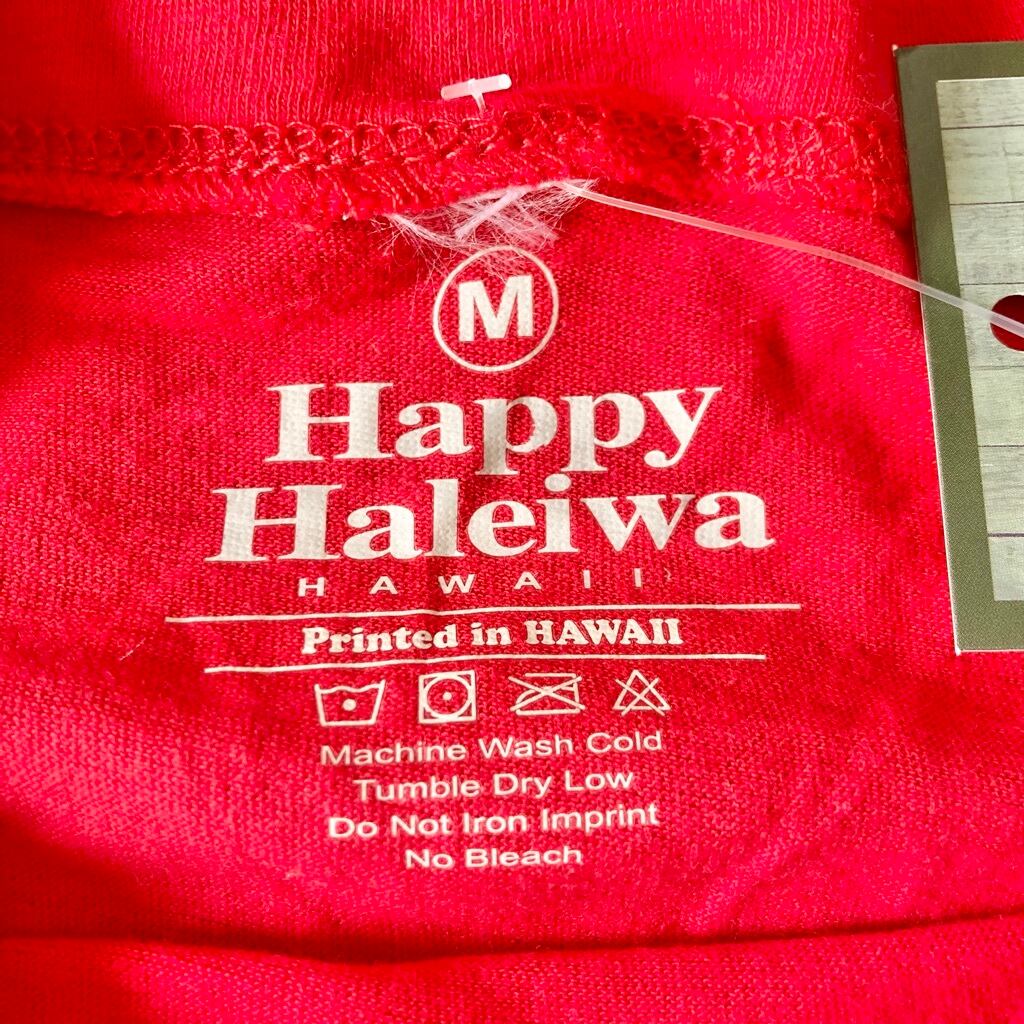 M
Happy
Haleiwa
HAWAII
Printed in HAWAII
Machine Wash Cold
Tumble Dry Low
Do Not Iron Imprint
No Bleach